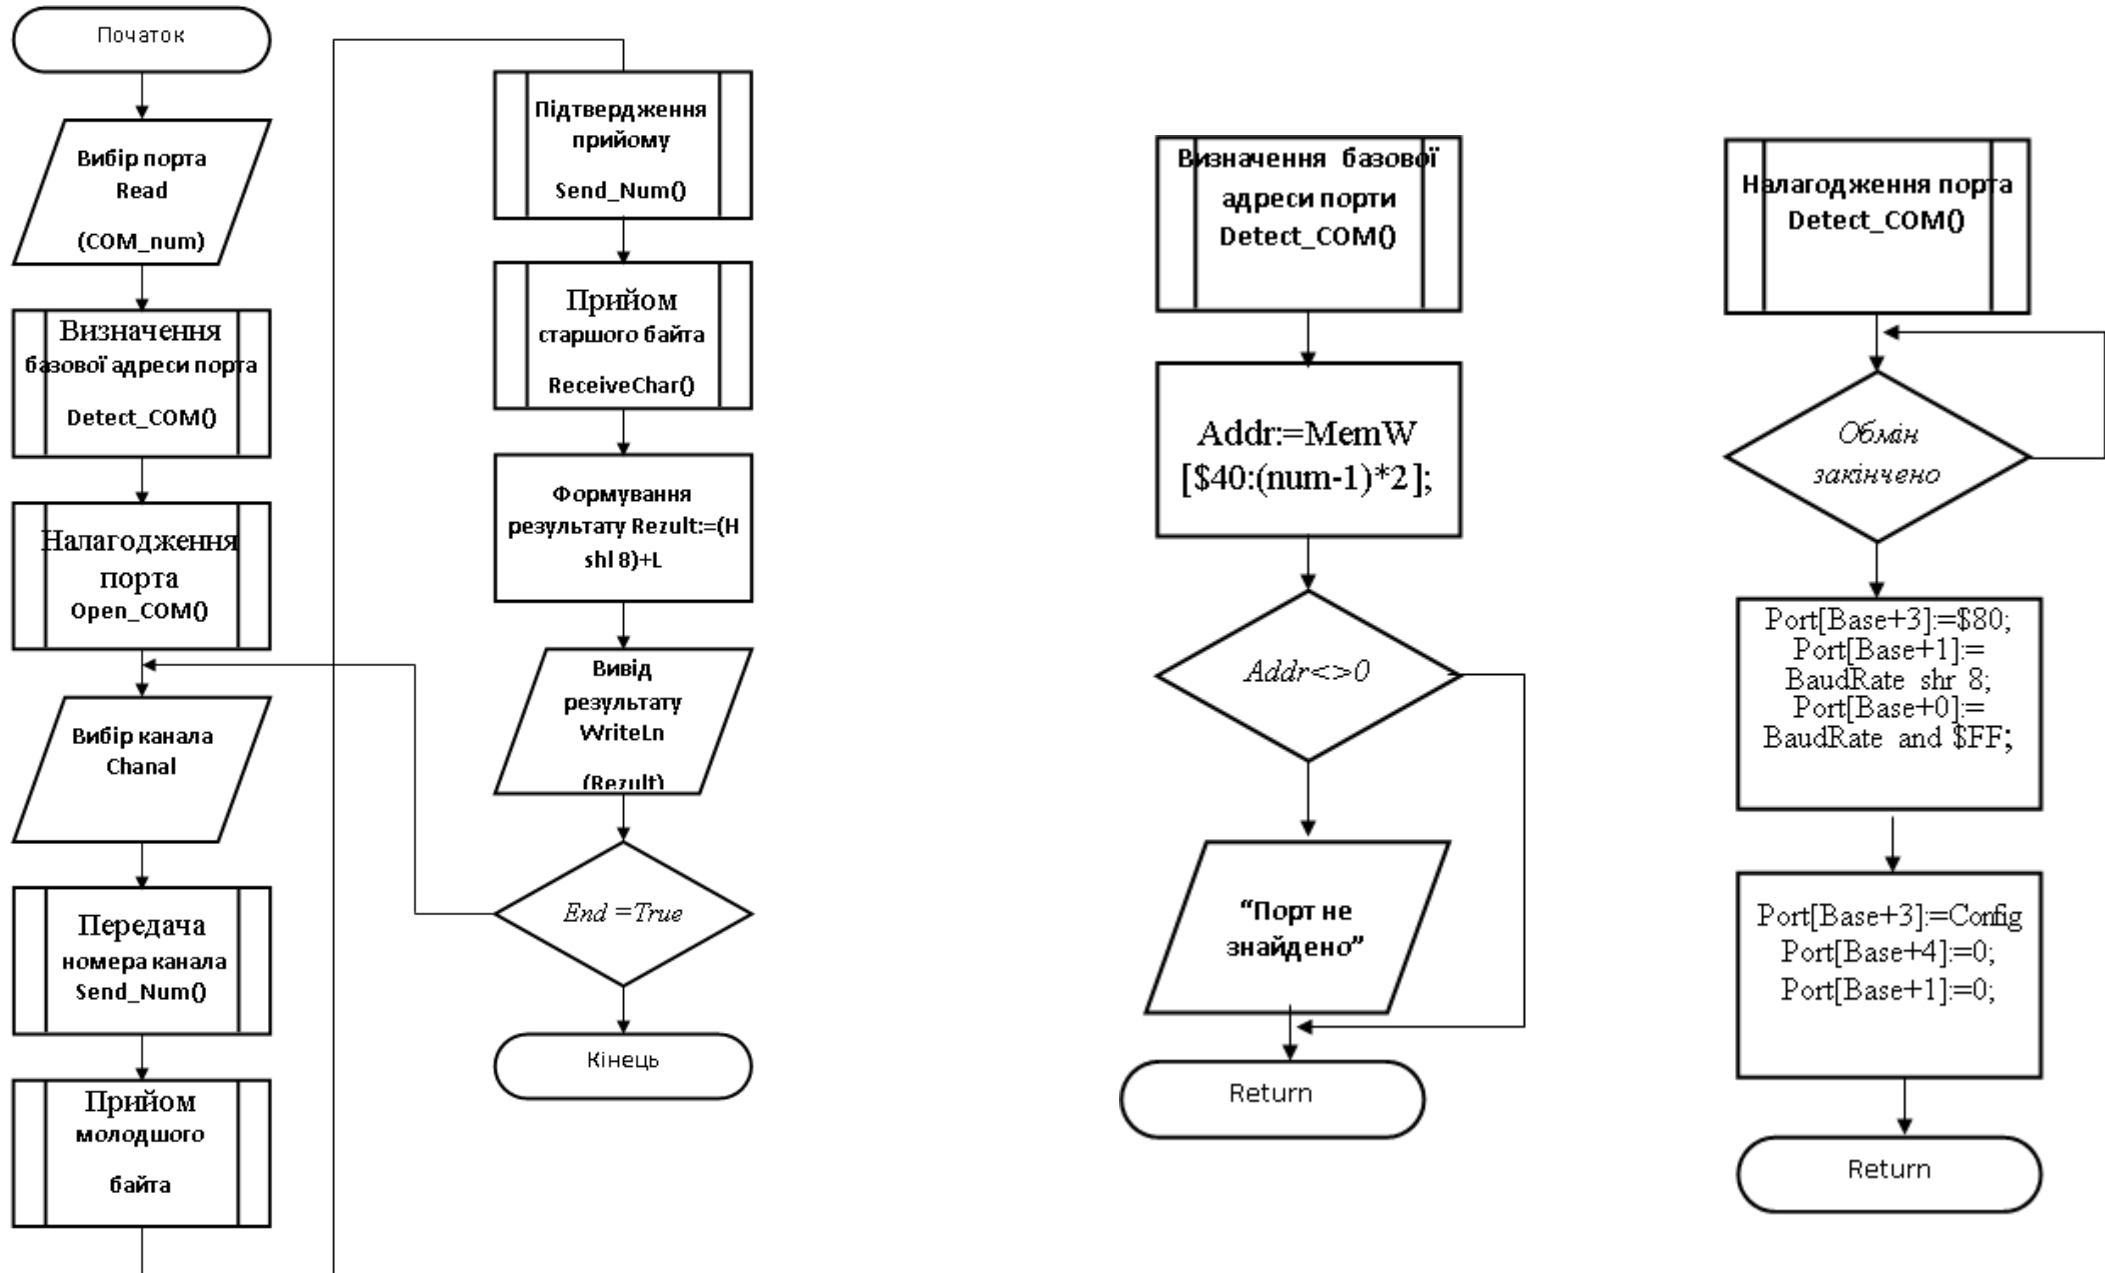 Початок
Вибір порта
Read
(COM_num)
Визначення
базової адреси порта
Detect_COM()
Налагодження
порта
Open_COM()
Вибір канала
Chanal
Передача
номера канала
Send_Num()
Прийом
молодшого
байта
Підтвердження
прийому
Send_Num()
Прийом
старшого байта
ReceiveChar()
Формування
результату Rezult:=(H
shl 8)+L
Вивід
результату
WriteLn
(Rezult)
End =True
Кінець
Визначення базової
адреси порти
Detect_COM()
Addr:=MemW
[$40:(num-1)*2];
Addr<>0
“Порт не
знайдено”
Return
Налагодження порта
Detect_COM()
Обмін
закінчено
Port[Base+3]:=$80;
Port[Base+1]:=
BaudRate shr 8;
Port[Base+0]:=
BaudRate and $FF;
Port[Base+3]:=Config
Port[Base+4]:=0;
Port[Base+1]:=0;
Return